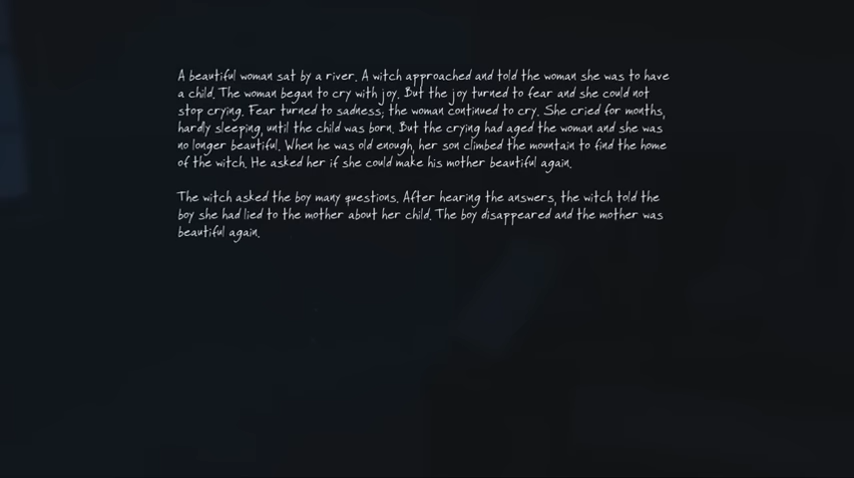 A beautiful woman sat by a river. A witch approached and told the woman she was to have
a child. The woman began to cry with joy. But the joy turned to fear and she could not
stop crying. Fear turned to sadness; the woman continued to cry. She cried for months,
hardly sleeping, until the child was born. But the crying had aged the woman and she was
no longer beautiful. When he was old enough, her son climbed the mountain to find the home
of the witch. He asked her if she could make his mother beautiful again.
The witch asked the boy many questions. After hearing the answers, the witch told the
boy she had lied to the mother about her child. The boy disappeared and the mother was
beautiful again.